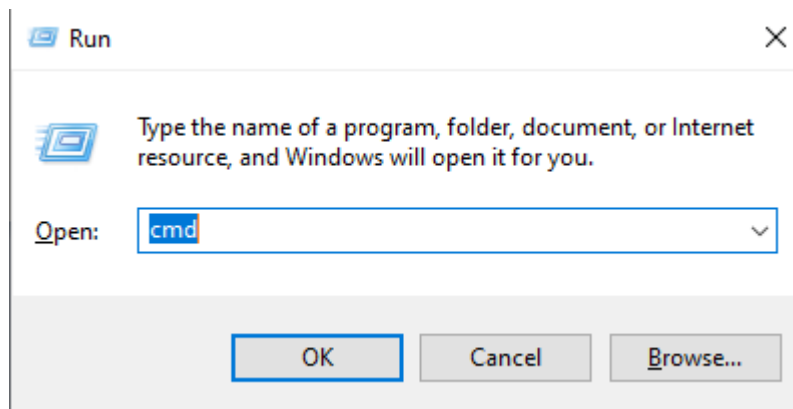 Run
Type the name of a program, folder, document, or Internet
resource, and Windows will open it for you.
Open:
cmd
OK
Cancel
Browse...